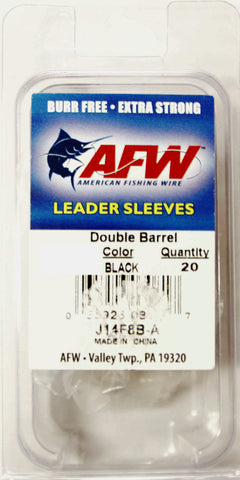 BURR FREE • EXTRA STRONG
AFW
AMERICAN FISHING WIRE
LEADER SLEEVES
Double Barrel
Color Quantity
BLACK 20
J14F8B-A
MADE IN CHINA
AFW • Valley Twp., PA 19320